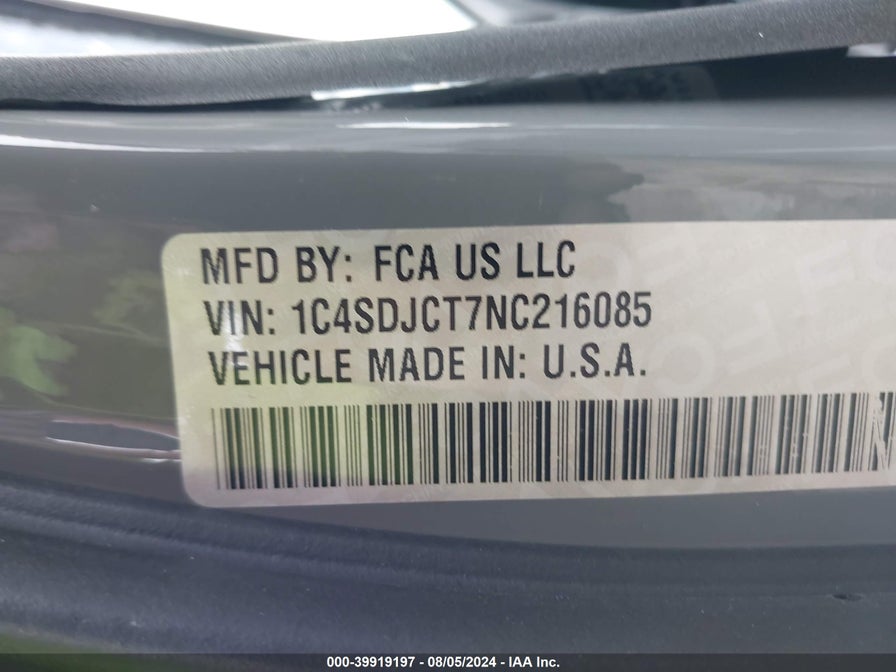 MFD BY: FCA US LLC
VIN: 1C4SDJCT7NC216085
VEHICLE MADE IN: U.S.A.
000-39919197 - 08/05/2024 - IAA Inc.